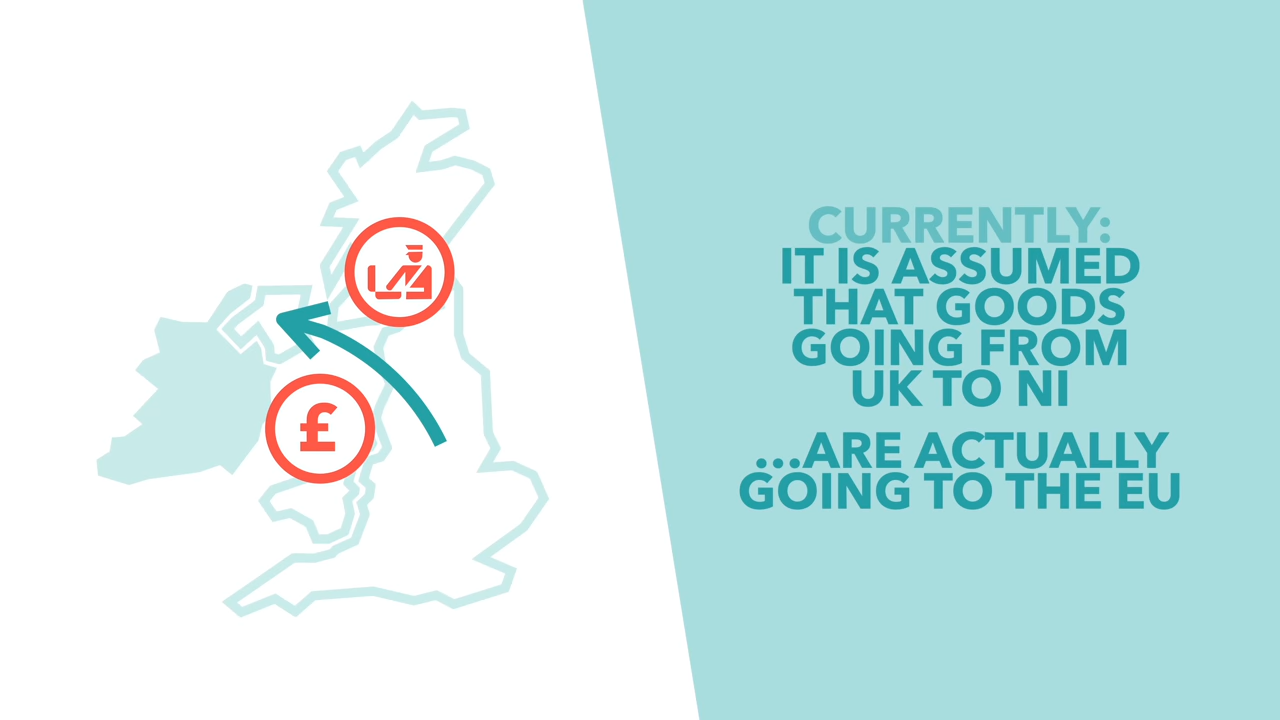 £
CURRENTLY:
IT IS ASSUMED
THAT GOODS
GOING FROM
UK TO NI
...ARE ACTUALLY
GOING TO THE EU